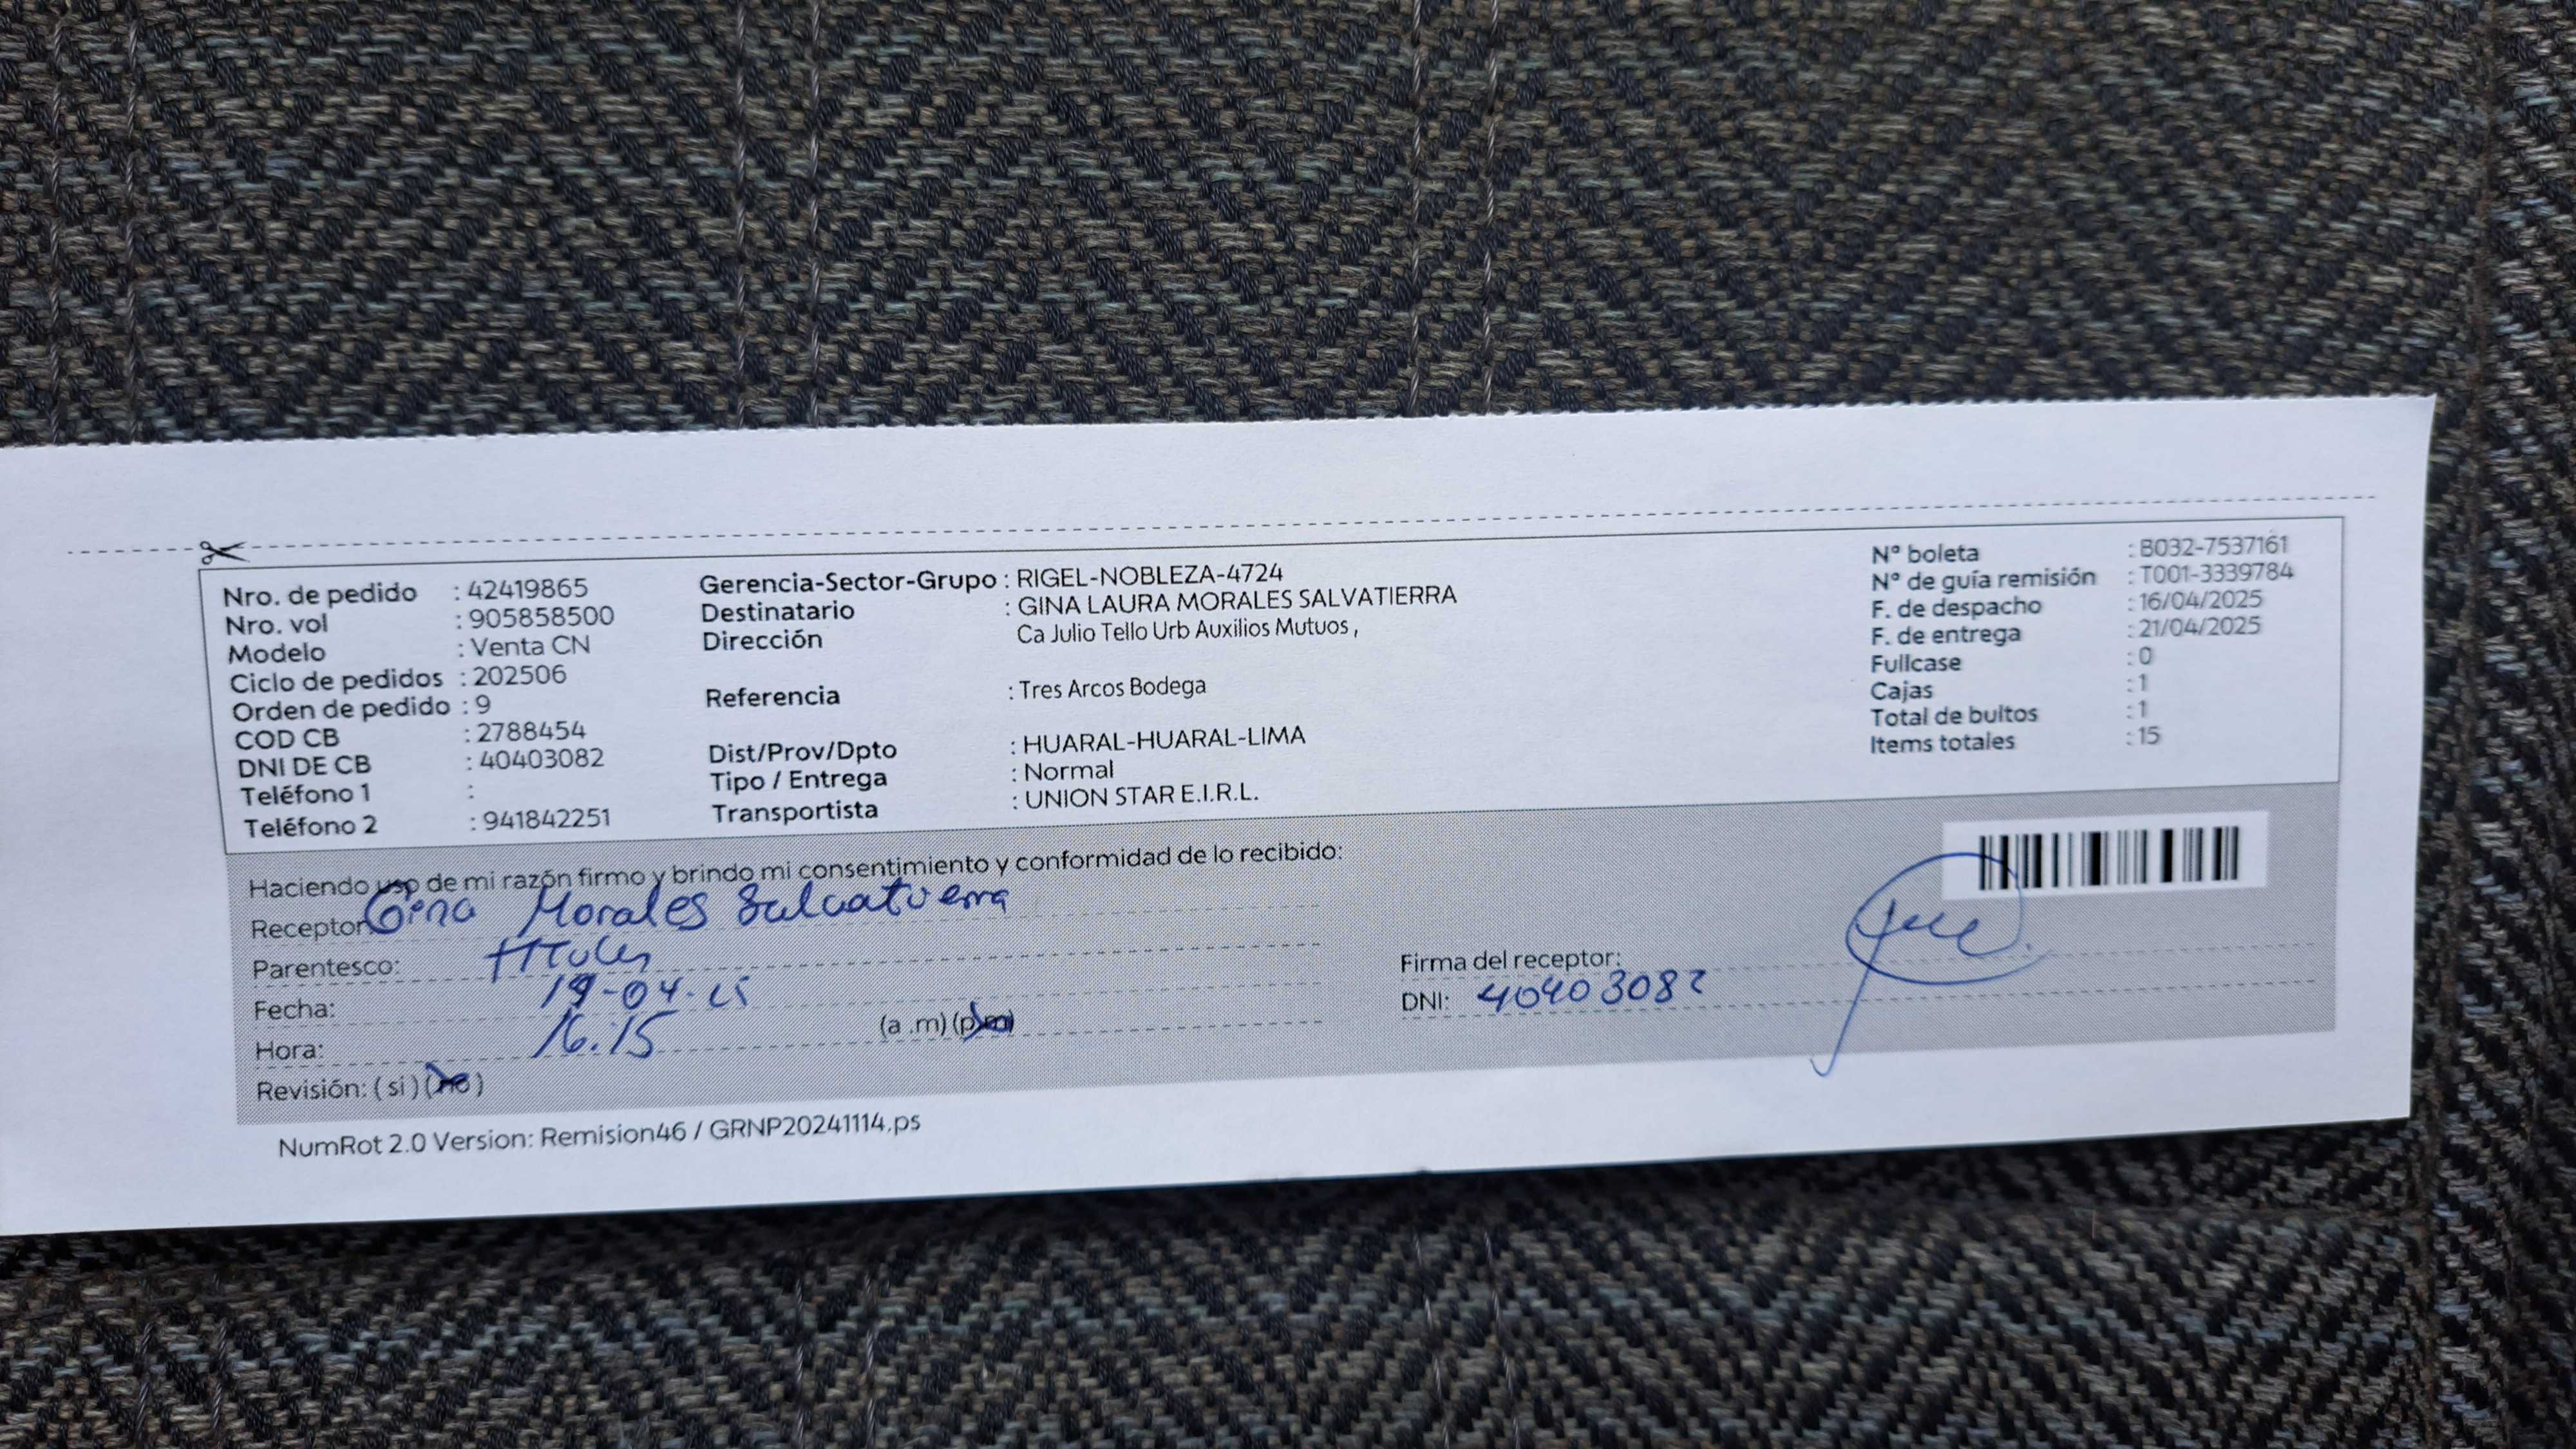 Nro. de pedido : 42419865
Nro. vol : 905858500
Modelo : Venta CN
Ciclo de pedidos : 202506
Orden de pedido : 9
COD CB : 2788454
DNI DE CB : 40403082
Teléfono 1 :
Teléfono 2 : 941842251
Gerencia-Sector-Grupo : RIGEL-NOBLEZA-4724
Destinatario : GINA LAURA MORALES SALVATIERRA
Dirección Ca Julio Tello Urb Auxilios Mutuos ,
Referencia : Tres Arcos Bodega
Dist/Prov/Dpto : HUARAL-HUARAL-LIMA
Tipo / Entrega : Normal
Transportista : UNION STAR E.I.R.L.
N° boleta : B032-7537161
N° de guía remisión : T001-3339784
F. de despacho : 16/04/2025
F. de entrega : 21/04/2025
Fullcase : 0
Cajas : 1
Total de bultos : 1
Items totales : 15
Haciendo uso de mi razón firmo y brindo mi consentimiento y conformidad de lo recibido:
Receptor Gina Morales Salvatierra
Parentesco: titular
Fecha: 19-04-25
Hora: 16:15 (a .m) (p.m)
Revisión: ( si ) ( no )
Firma del receptor:
DNI: 40403082
NumRot 2.0 Version: Remision46 / GRNP20241114.ps